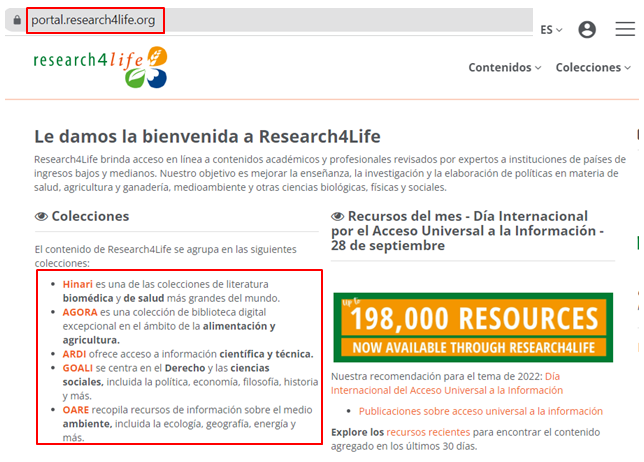 portal.research4life.org
ES
research4life
Contenidos
Colecciones
Le damos la bienvenida a Research4Life
Research4Life brinda acceso en línea a contenidos académicos y profesionales revisados por expertos a instituciones de países de
ingresos bajos y medianos. Nuestro objetivo es mejorar la enseñanza, la investigación y la elaboración de políticas en materia de
salud, agricultura y ganadería, medioambiente y otras ciencias biológicas, físicas y sociales.
Colecciones
El contenido de Research4Life se agrupa en las siguientes
colecciones:
Hinari es una de las colecciones de literatura
biomédica y de salud más grandes del mundo.
AGORA es una colección de biblioteca digital
excepcional en el ámbito de la alimentación y
agricultura.
ARDI ofrece acceso a información científica y técnica.
GOALI se centra en el Derecho y las ciencias
sociales, incluida la política, economía, filosofía, historia
y más.
OARE recopila recursos de información sobre el medio
ambiente, incluida la ecología, geografía, energía y
más.
Recursos del mes - Día Internacional
por el Acceso Universal a la Información -
28 de septiembre
up to
198,000 RESOURCES
NOW AVAILABLE THROUGH RESEARCH4LIFE
Nuestra recomendación para el tema de 2022: Día
Internacional del Acceso Universal a la Información
Publicaciones sobre acceso universal a la información
Explore los recursos recientes para encontrar el contenido
agregado en los últimos 30 días.